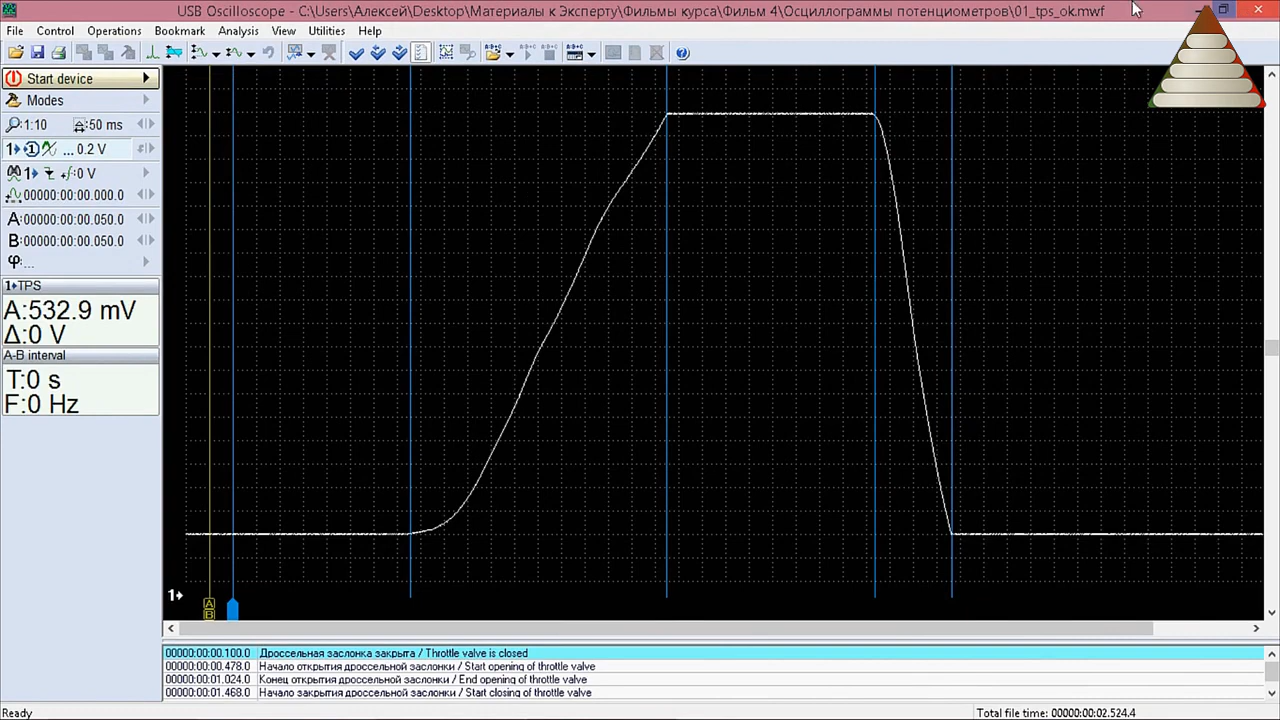 USB Oscilloscope - C:\Users\Алексей\Desktop\Материалы к Эксперту\Фильмы курса\Фильм 4\Осциллограммы потенциометров\01_tps_ok.mwf
File Control Operations Bookmark Analysis View Utilities Help
Start device
Modes
1:10 50 ms
1 1 ... 0.2 V
1 f:0 V
00000:00:00.000.0
A:00000:00:00.050.0
B:00000:00:00.050.0
φ:...
1 TPS
A:532.9 mV
Δ:0 V
A-B interval
T:0 s
F:0 Hz
1
A
B
00000:00:00.100.0 Дроссельная заслонка закрыта / Throttle valve is closed
00000:00:00.478.0 Начало открытия дроссельной заслонки / Start opening of throttle valve
00000:00:01.024.0 Конец открытия дроссельной заслонки / End opening of throttle valve
00000:00:01.468.0 Начало закрытия дроссельной заслонки / Start closing of throttle valve
Ready Total file time: 00000:00:02.524.4